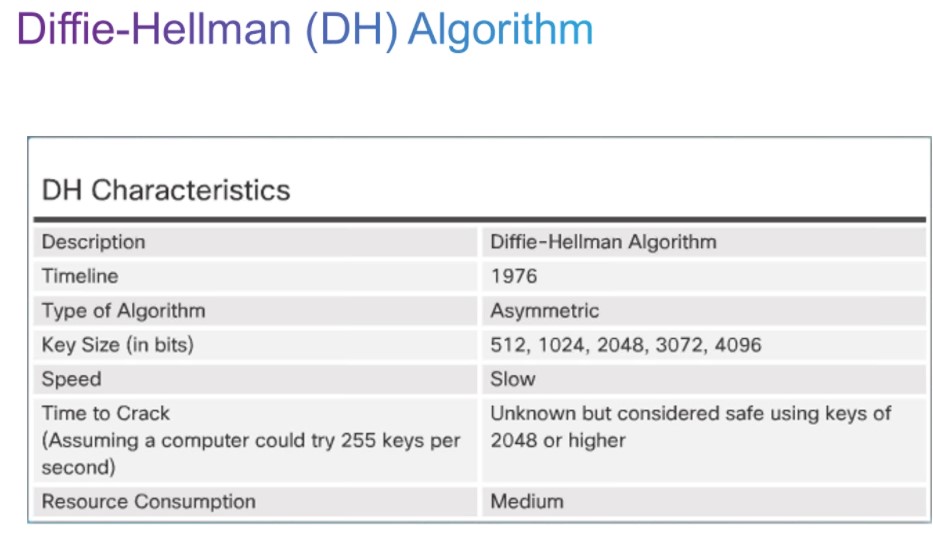 Diffie-Hellman (DH) Algorithm
DH Characteristics
Description Diffie-Hellman Algorithm
Timeline 1976
Type of Algorithm Asymmetric
Key Size (in bits) 512, 1024, 2048, 3072, 4096
Speed Slow
Time to Crack Unknown but considered safe using keys of
(Assuming a computer could try 255 keys per 2048 or higher
second)
Resource Consumption Medium